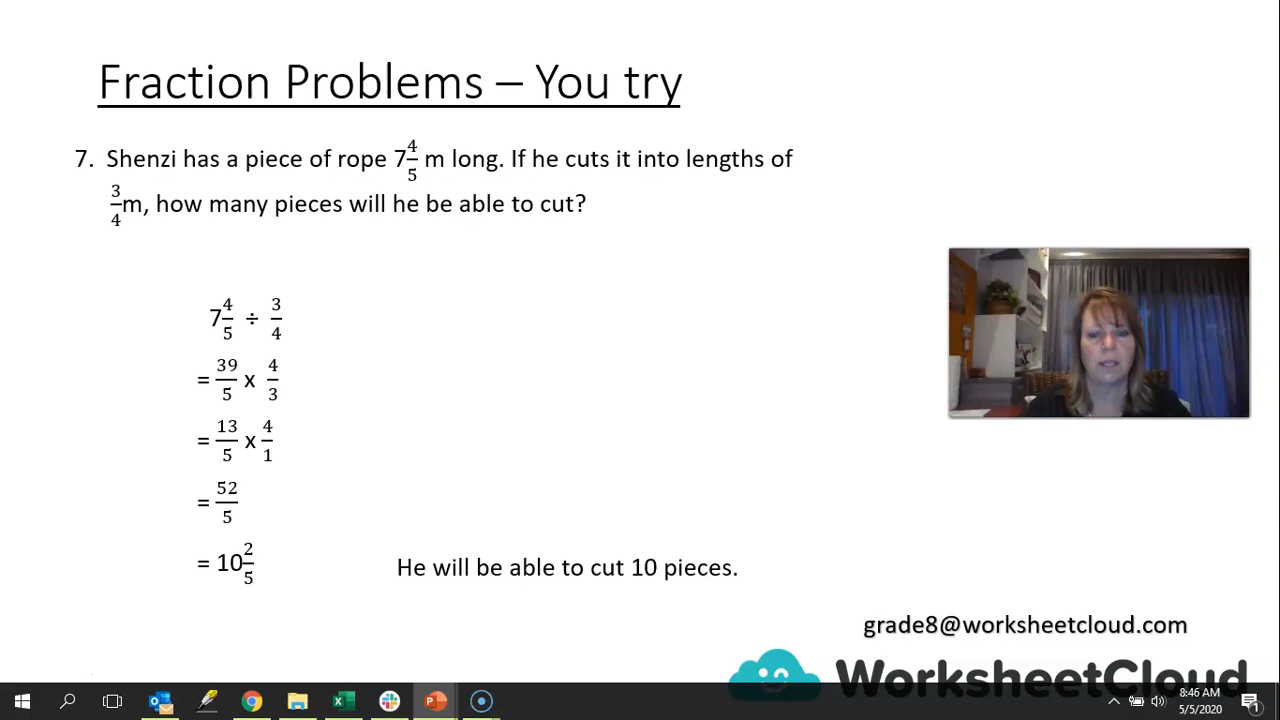 Fraction Problems – You try
7. Shenzi has a piece of rope 7 4/5 m long. If he cuts it into lengths of
3/4 m, how many pieces will he be able to cut?
7 4/5 ÷ 3/4
= 39/5 x 4/3
= 13/5 x 4/1
= 52/5
= 10 2/5
He will be able to cut 10 pieces.
grade8@worksheetcloud.com
WorksheetCloud
8:46 AM
5/5/2020
1